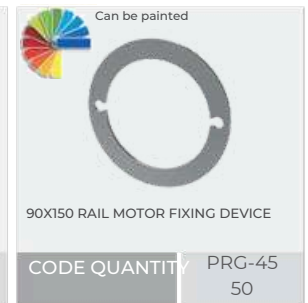 Can be painted
90X150 RAIL MOTOR FIXING DEVICE
CODE QUANTITY PRG-45
50